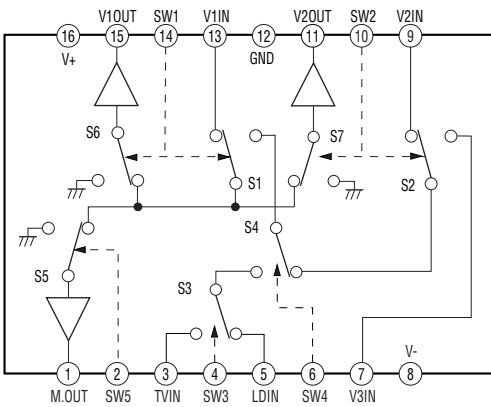 V1OUT SW1 V1IN V2OUT SW2 V2IN
16 15 14 13 12 11 10 9
V+ GND
S6 S7
S1 S2
S4
S5
S3
1 2 3 4 5 6 7 8
V-
M.OUT SW5 TVIN SW3 LDIN SW4 V3IN